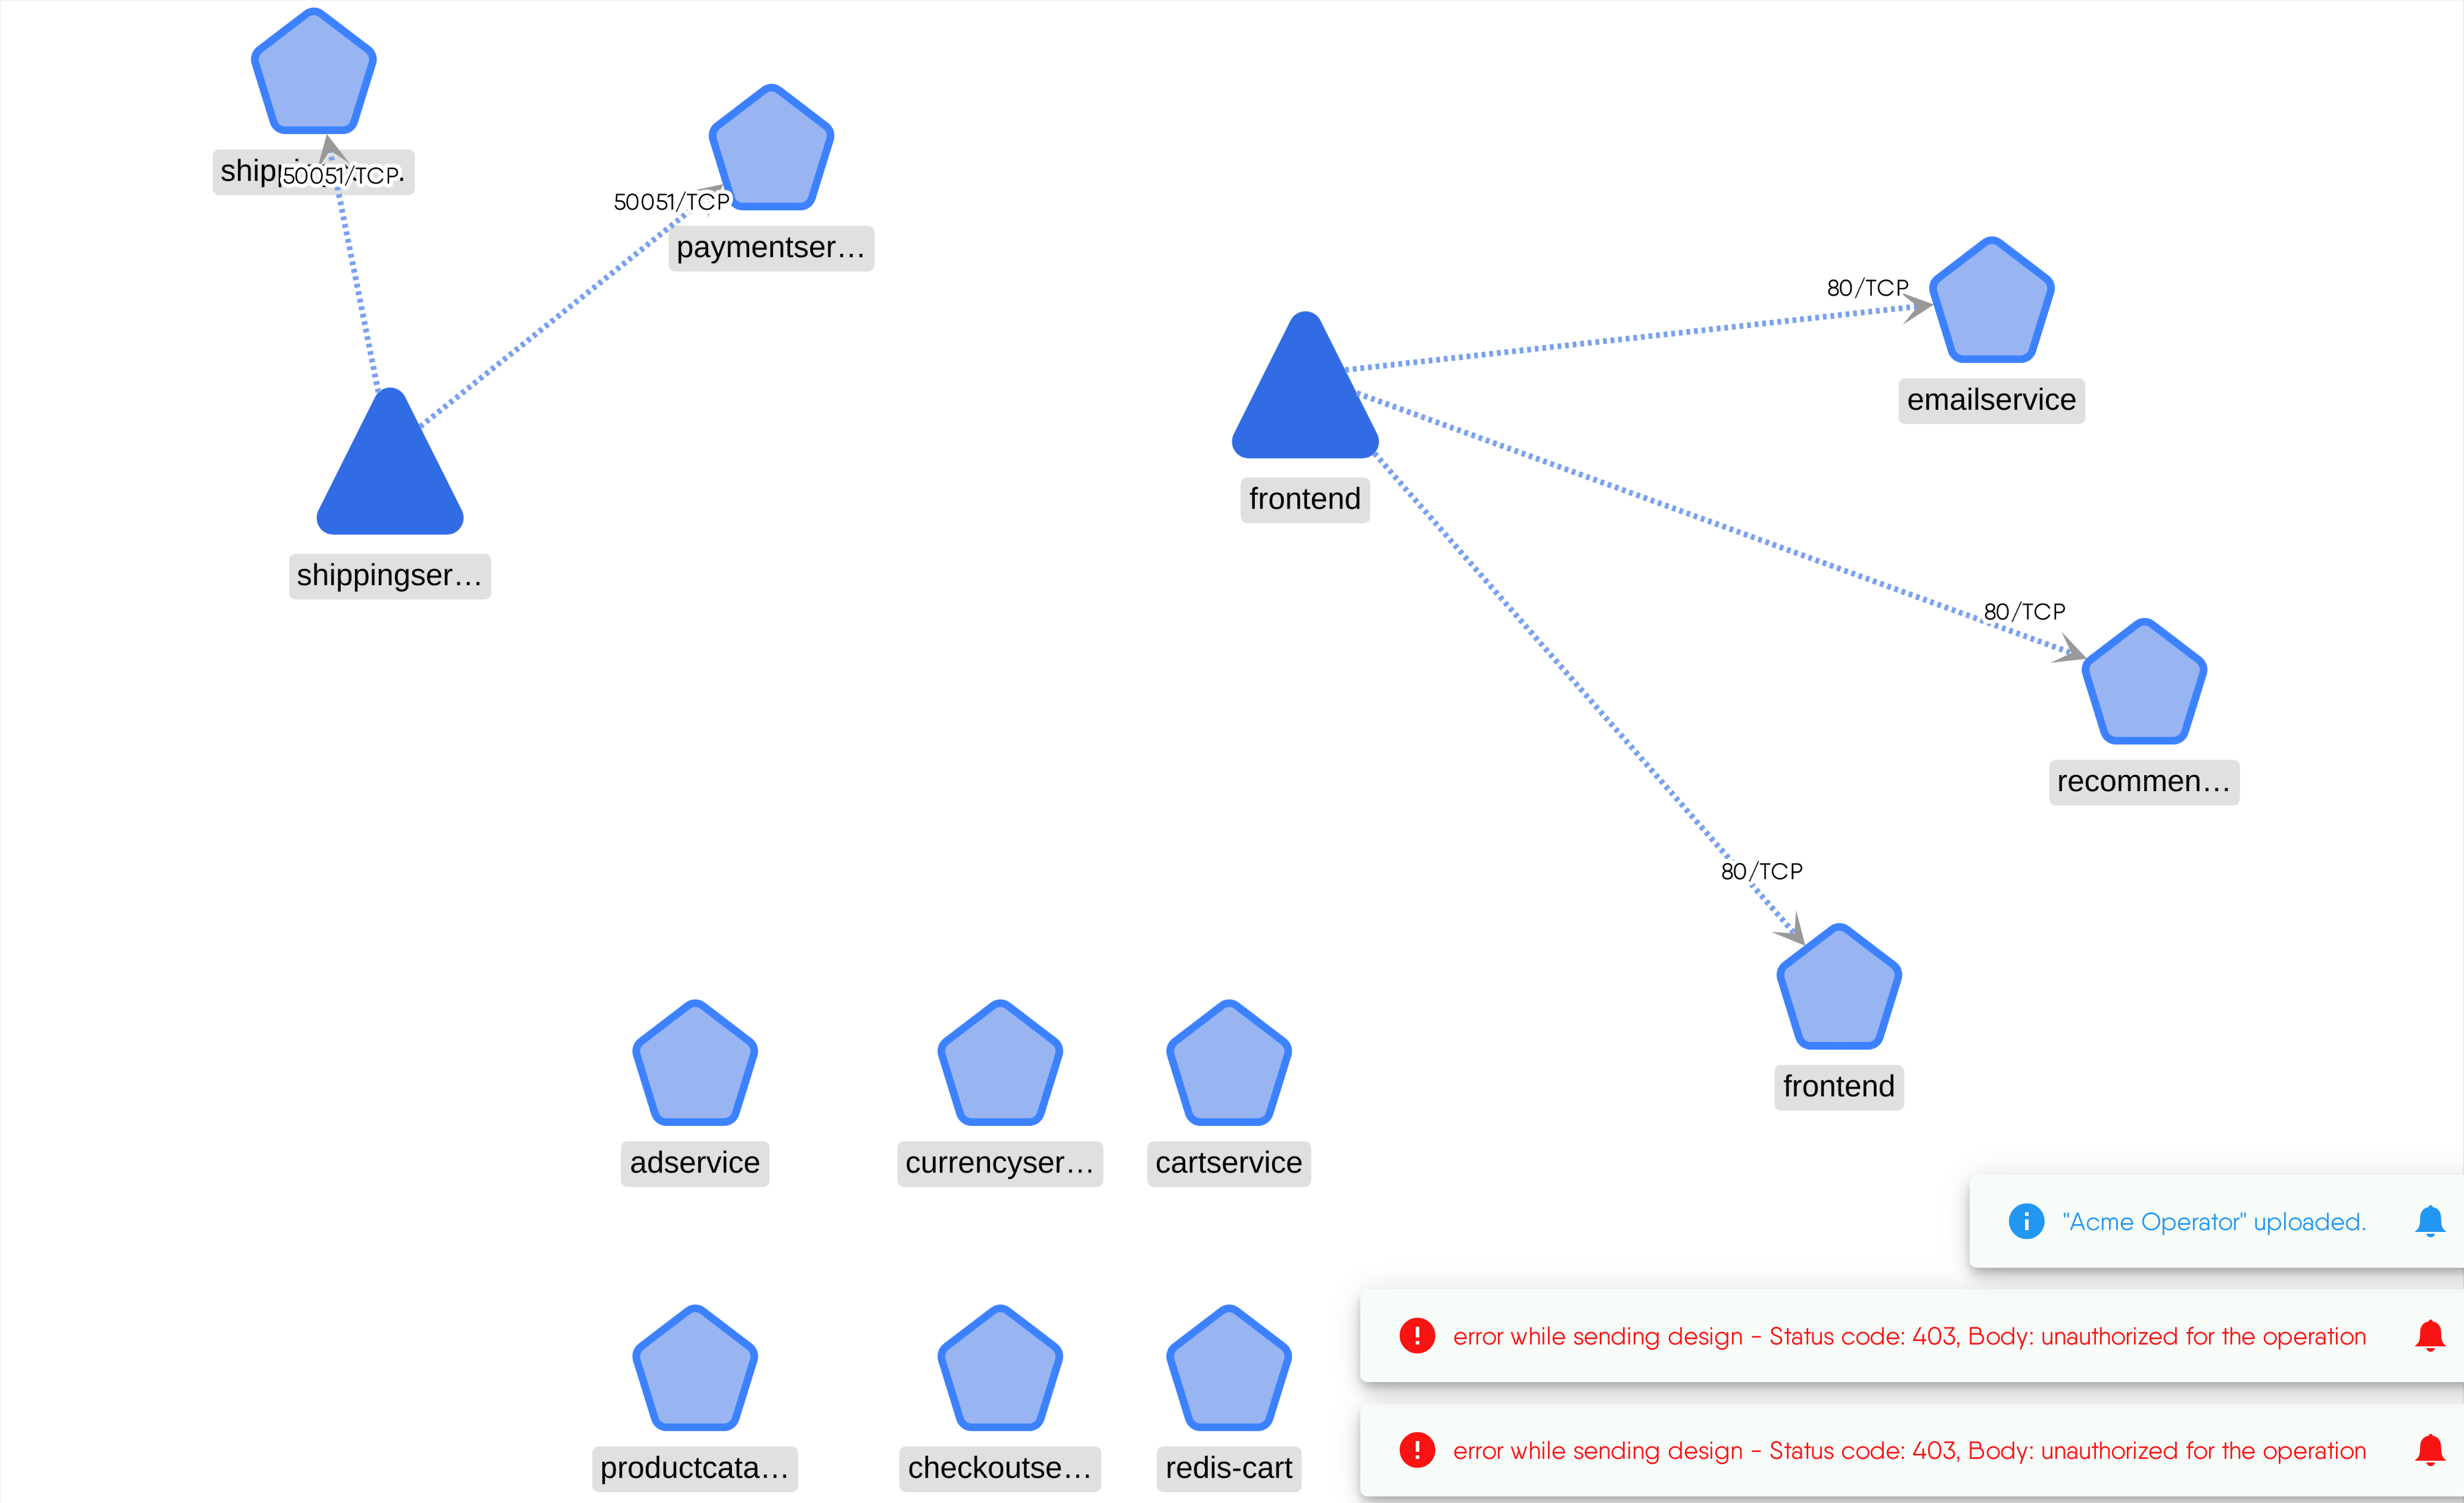 50051/TCP
50051/TCP
paymentser...
80/TCP
emailservice
frontend
shippingser...
80/TCP
recommen...
80/TCP
frontend
adservice
currencyser...
cartservice
"Acme Operator" uploaded.
error while sending design - Status code: 403, Body: unauthorized for the operation
error while sending design - Status code: 403, Body: unauthorized for the operation
productcata...
checkoutse...
redis-cart